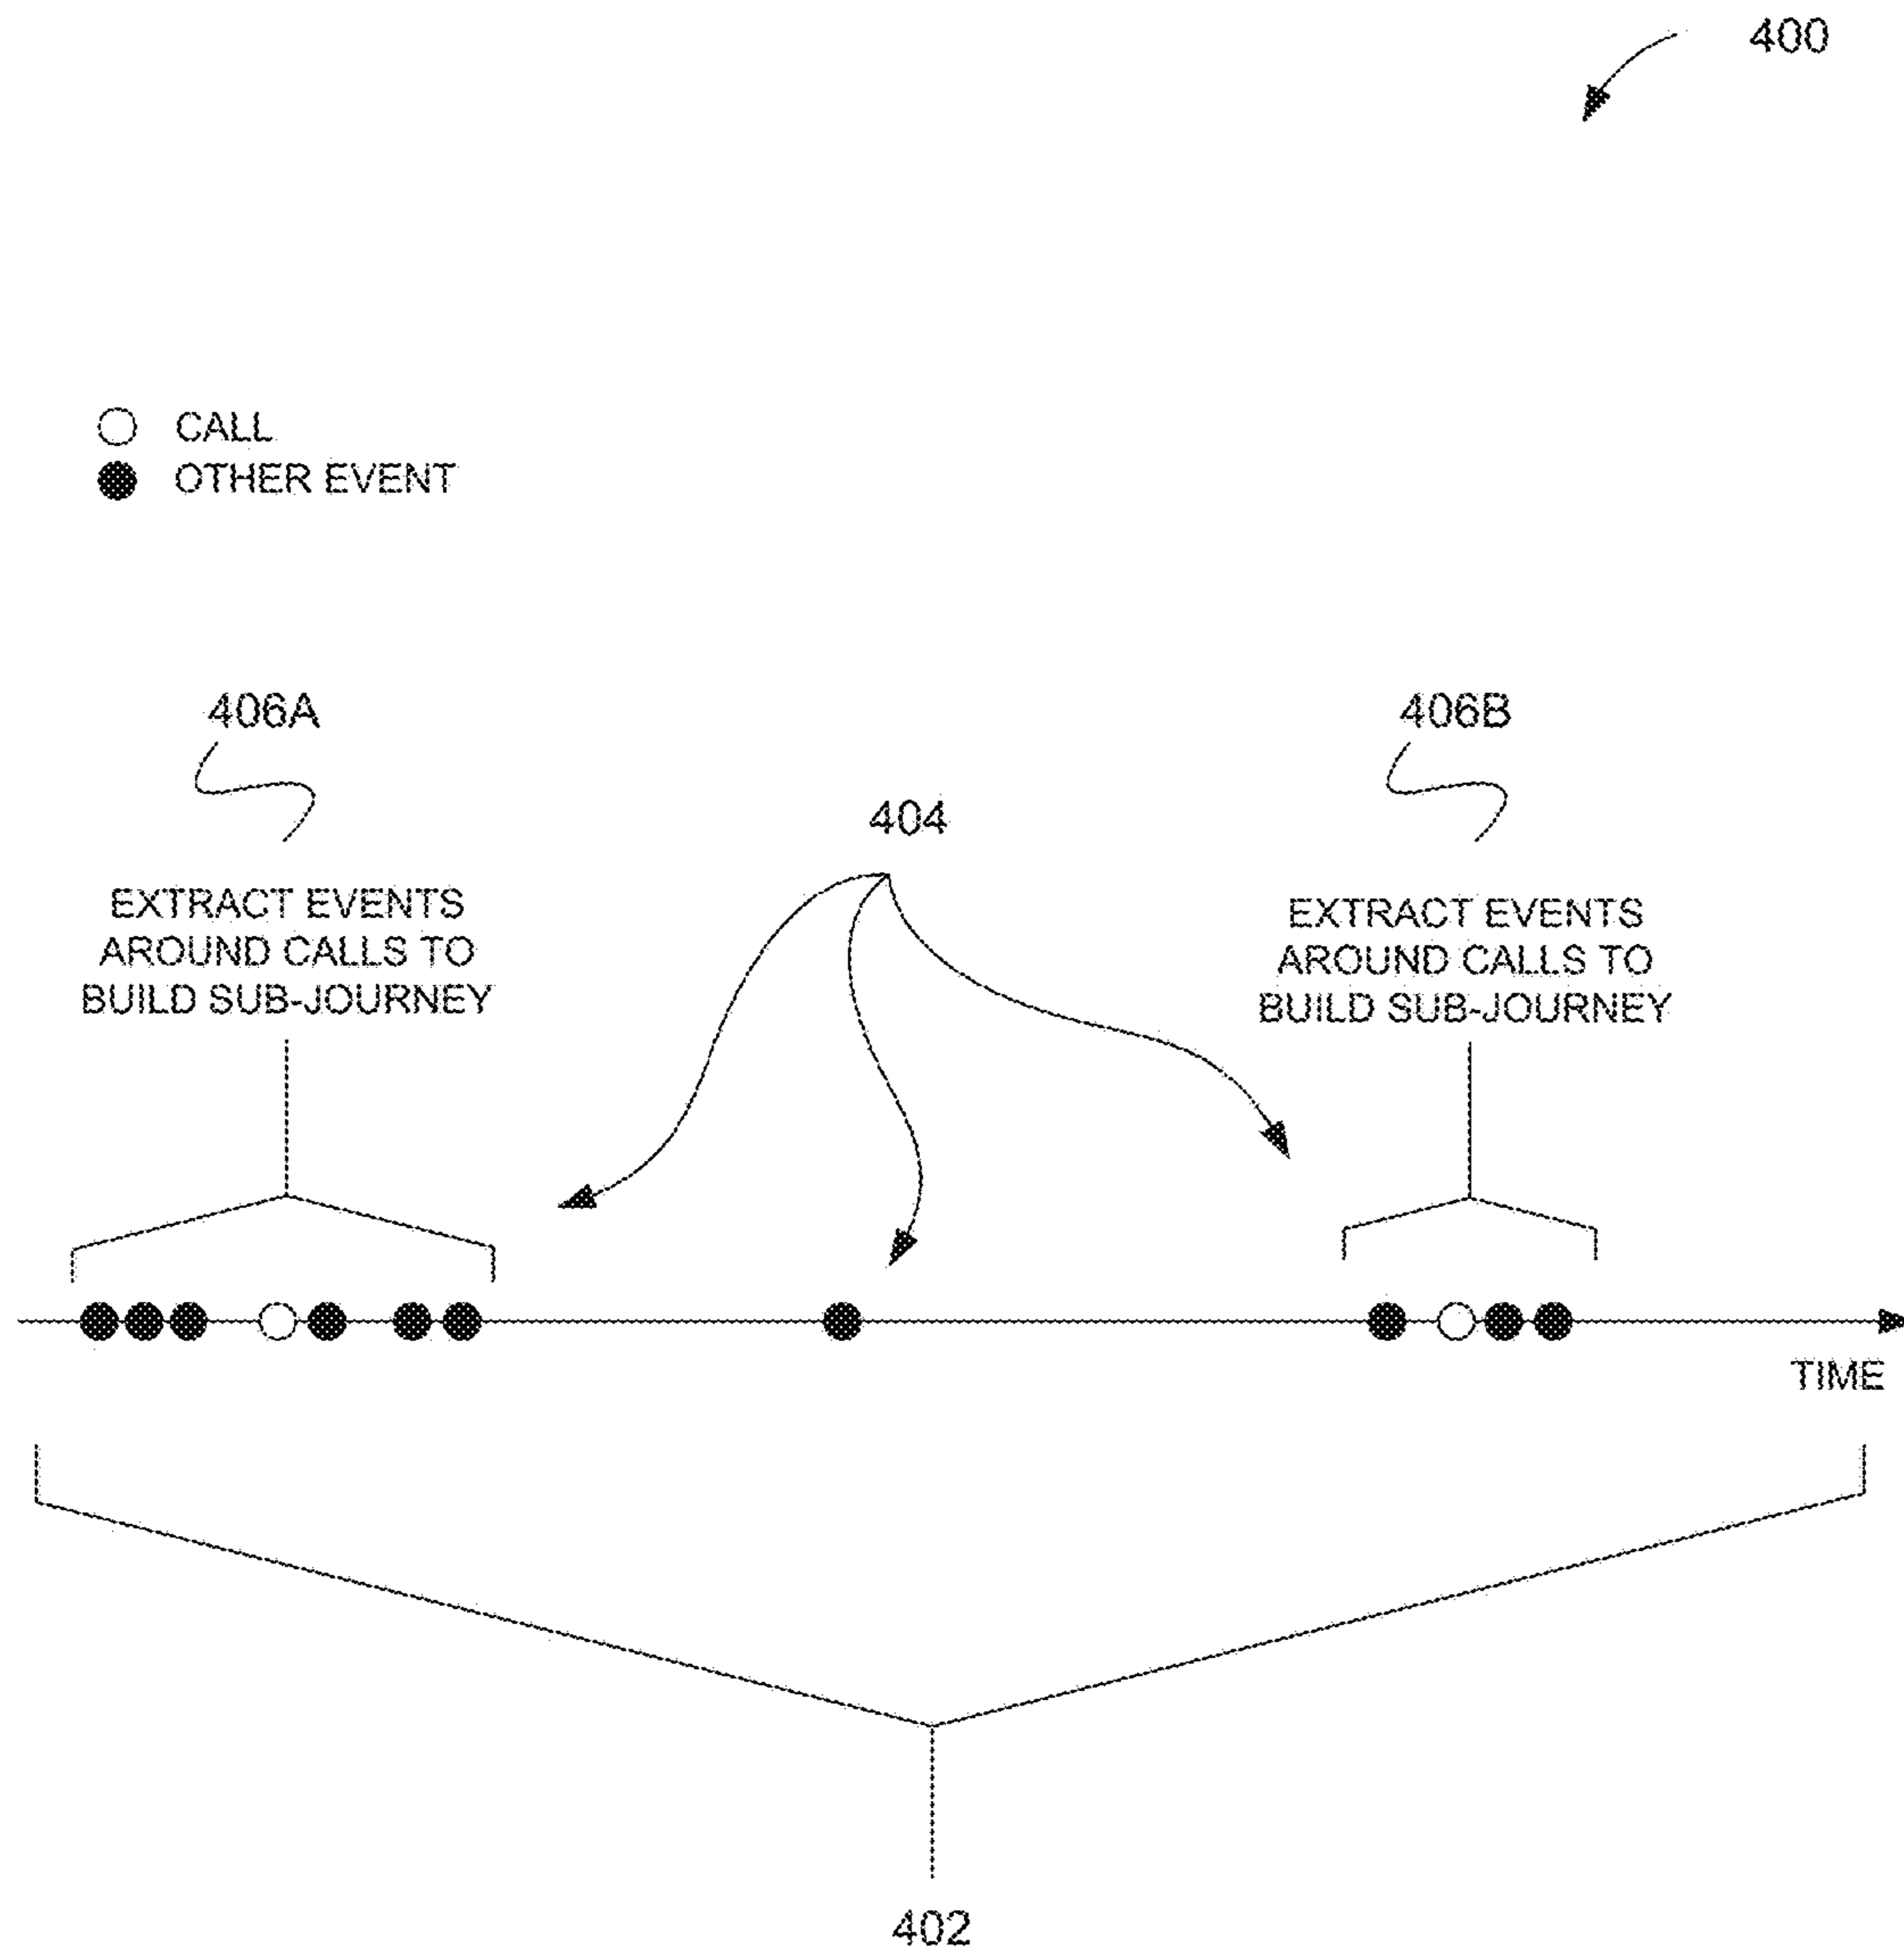 400
CALL
OTHER EVENT
406A
406B
404
EXTRACT EVENTS
AROUND CALLS TO
BUILD SUB-JOURNEY
EXTRACT EVENTS
AROUND CALLS TO
BUILD SUB-JOURNEY
TIME
402